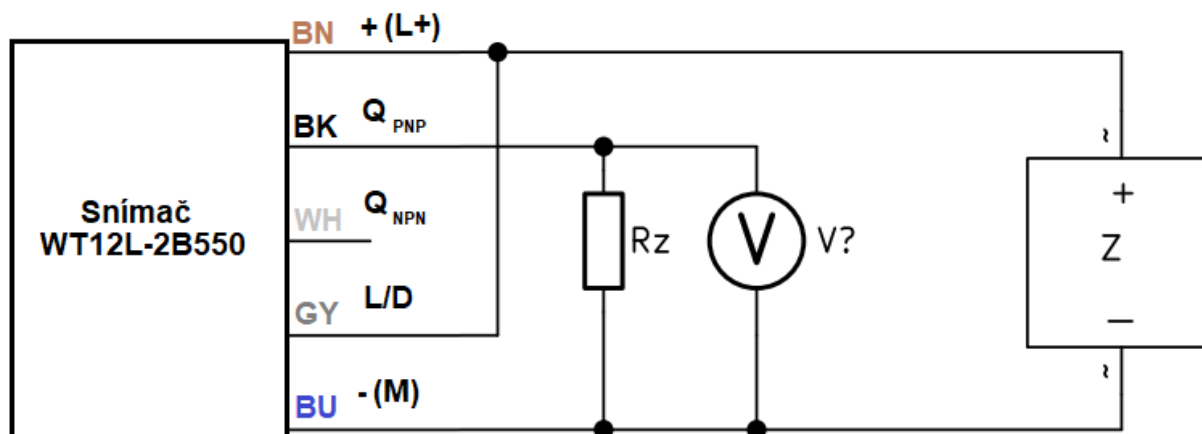 BN + (L+)
BK Q PNP
Snímač
WT12L-2B550
WH Q NPN
GY L/D
BU - (M)
Rz
V
V?
~
+
Z
−
~